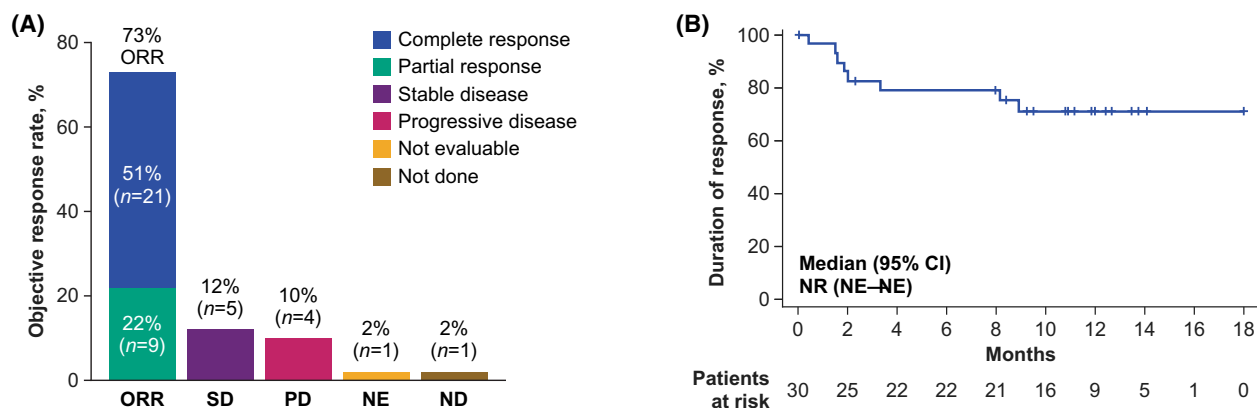 (A)
Objective response rate, %
80
60
40
20
0
73%
ORR
51%
(n=21)
22%
(n=9)
12%
(n=5)
10%
(n=4)
2%
(n=1)
2%
(n=1)
ORR SD PD NE ND
Complete response
Partial response
Stable disease
Progressive disease
Not evaluable
Not done
(B)
Duration of response, %
100
80
60
40
20
0
Median (95% CI)
NR (NE–NE)
0 2 4 6 8 10 12 14 16 18
Months
Patients
at risk
30 25 22 22 21 16 9 5 1 0